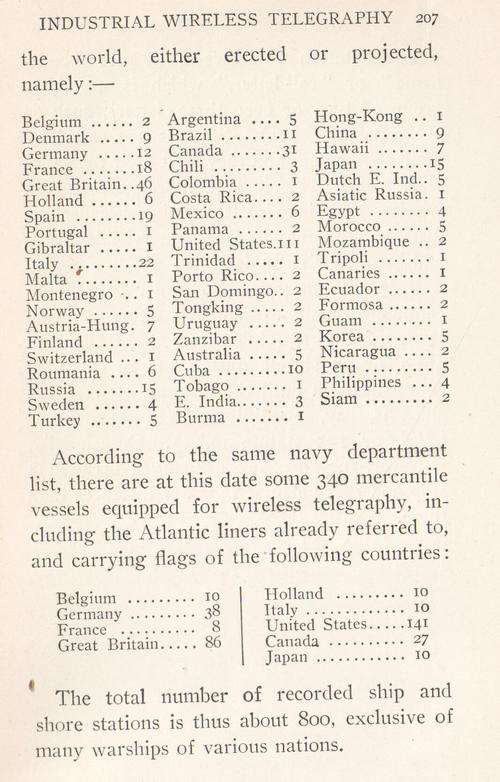 INDUSTRIAL WIRELESS TELEGRAPHY 207
the world, either erected or projected,
namely:—
Belgium ...... 2
Denmark ..... 9
Germany .....12
France .......18
Great Britain..46
Holland ...... 6
Spain ........19
Portugal ..... 1
Gibraltar ..... 1
Italy .........22
Malta ........ 1
Montenegro .. 1
Norway ...... 5
Austria-Hung. 7
Finland ...... 2
Switzerland ... 1
Roumania .... 6
Russia .......15
Sweden ...... 4
Turkey ....... 5
Argentina .... 5
Brazil ........11
Canada .......31
Chili ......... 3
Colombia ..... 1
Costa Rica.... 2
Mexico ....... 6
Panama ...... 2
United States.111
Trinidad ..... 1
Porto Rico.... 2
San Domingo.. 2
Tongking ..... 2
Uruguay ..... 2
Zanzibar ..... 2
Australia ..... 5
Cuba .........10
Tobago ....... 1
E. India...... 3
Burma ....... 1
Hong-Kong .. 1
China ........ 9
Hawaii ....... 7
Japan ........15
Dutch E. Ind.. 5
Asiatic Russia. 1
Egypt ........ 4
Morocco ...... 5
Mozambique .. 2
Tripoli ....... 1
Canaries ...... 1
Ecuador ...... 2
Formosa ...... 2
Guam ........ 1
Korea ........ 5
Nicaragua .... 2
Peru ......... 5
Philippines ... 4
Siam ......... 2
According to the same navy department
list, there are at this date some 340 mercantile
vessels equipped for wireless telegraphy, in-
cluding the Atlantic liners already referred to,
and carrying flags of the following countries:
Belgium ......... 10
Germany ......... 38
France .......... 8
Great Britain..... 86
Holland ......... 10
Italy ............ 10
United States.....141
Canada .......... 27
Japan ........... 10
The total number of recorded ship and
shore stations is thus about 800, exclusive of
many warships of various nations.